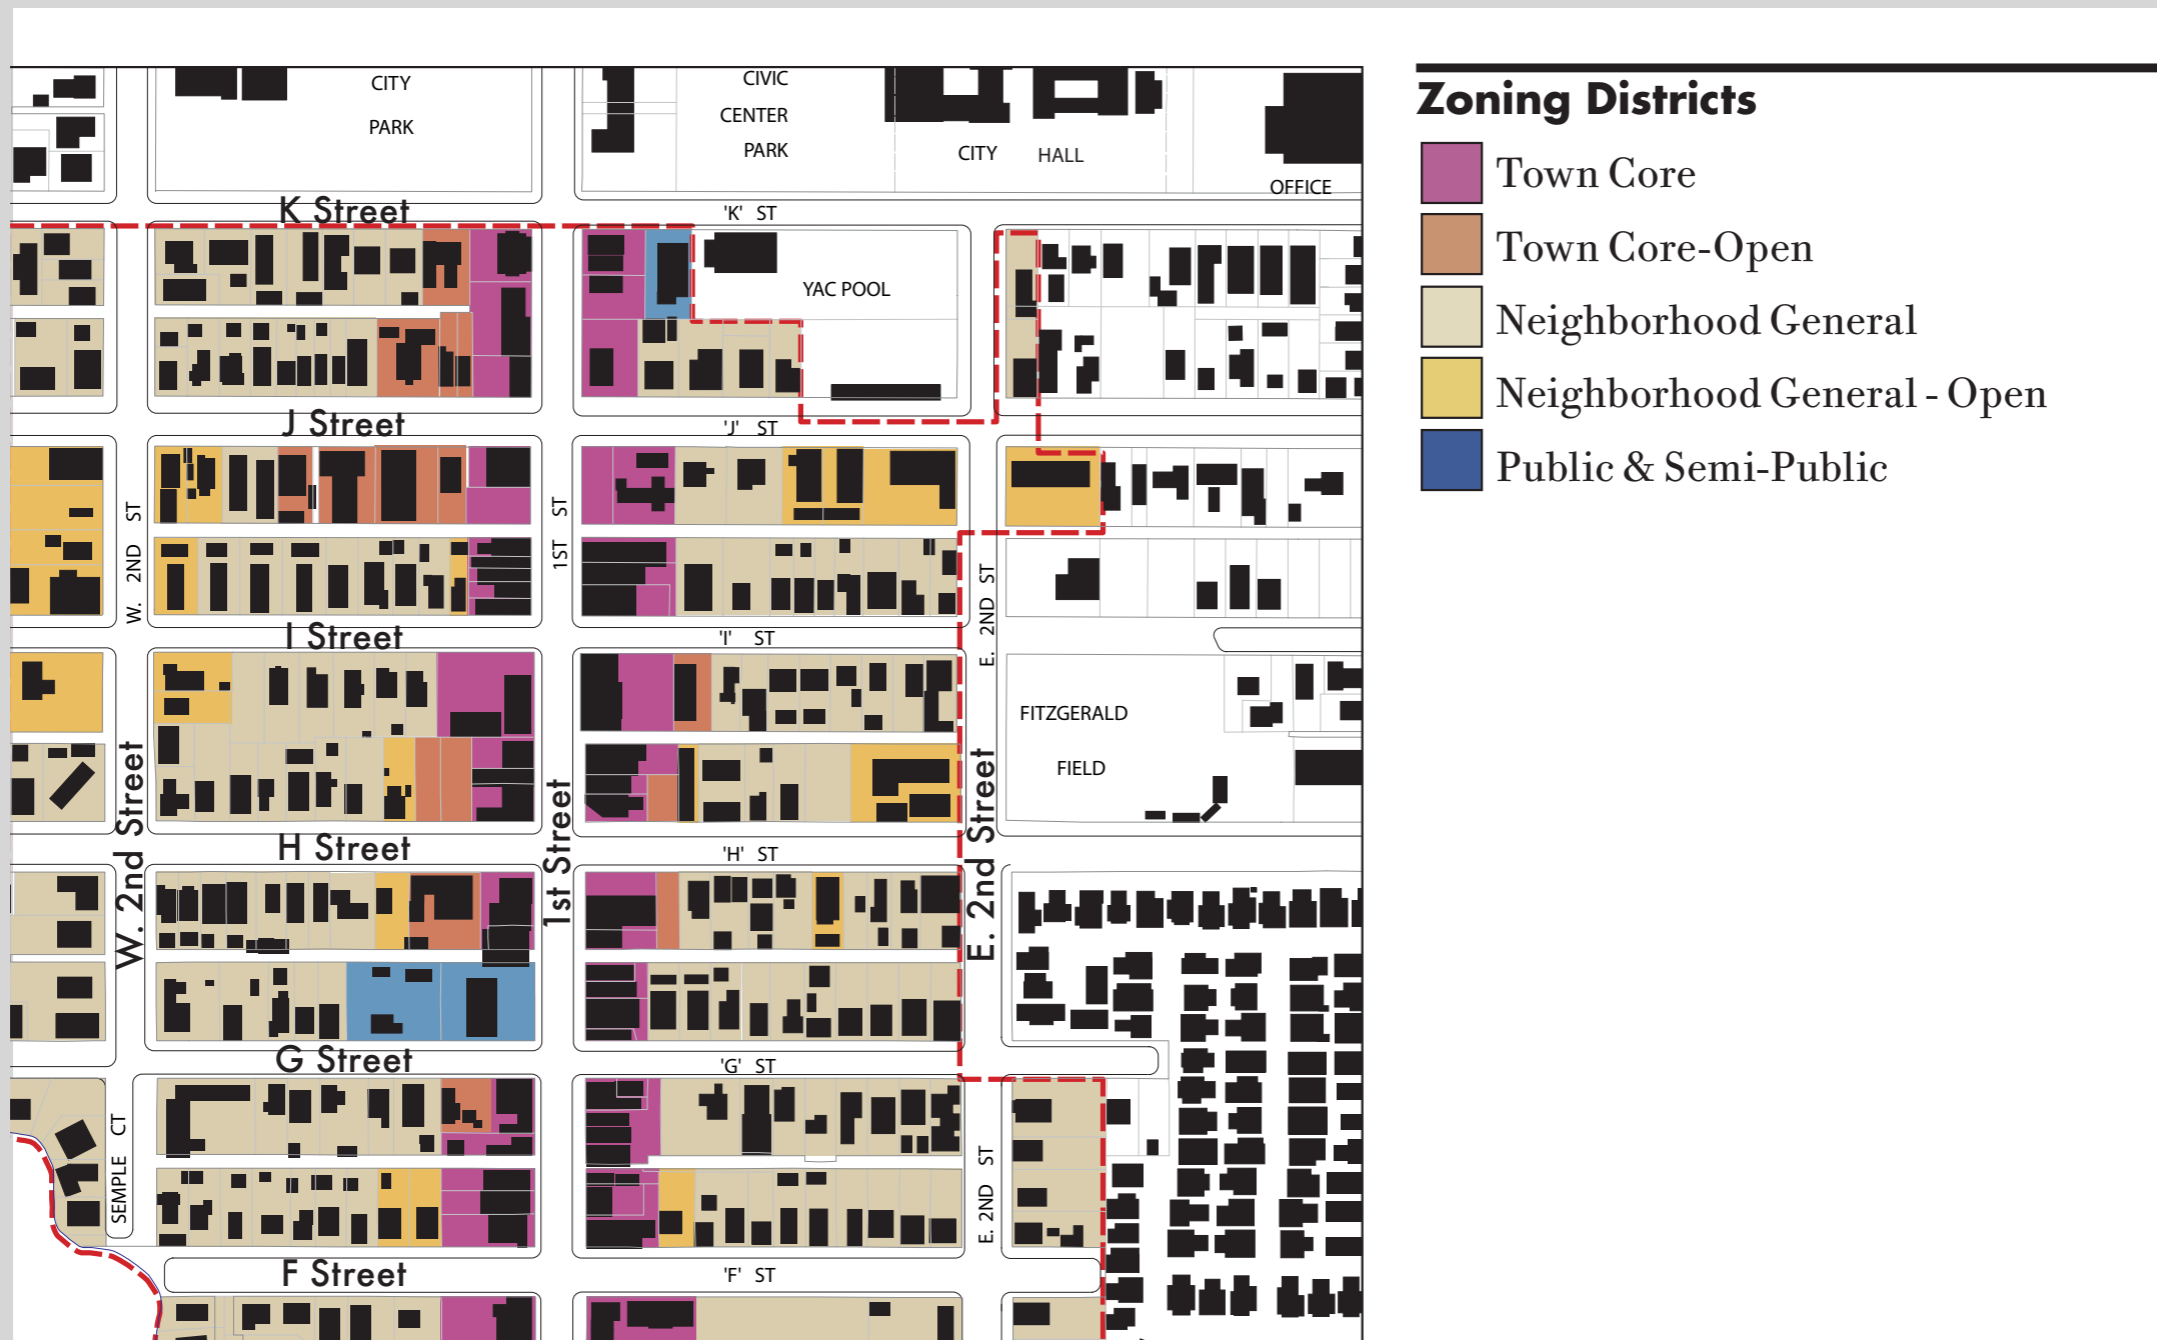 CITY
PARK
CIVIC
CENTER
PARK
CITY HALL
OFFICE
Zoning Districts
Town Core
Town Core-Open
Neighborhood General
Neighborhood General - Open
Public & Semi-Public
K Street
'K' ST
YAC POOL
J Street
'J' ST
W. 2ND ST
1ST ST
E. 2ND ST
I Street
'I' ST
FITZGERALD
FIELD
W. 2nd Street
1st Street
E. 2nd Street
H Street
'H' ST
G Street
'G' ST
SEMPLE CT
E. 2ND ST
F Street
'F' ST